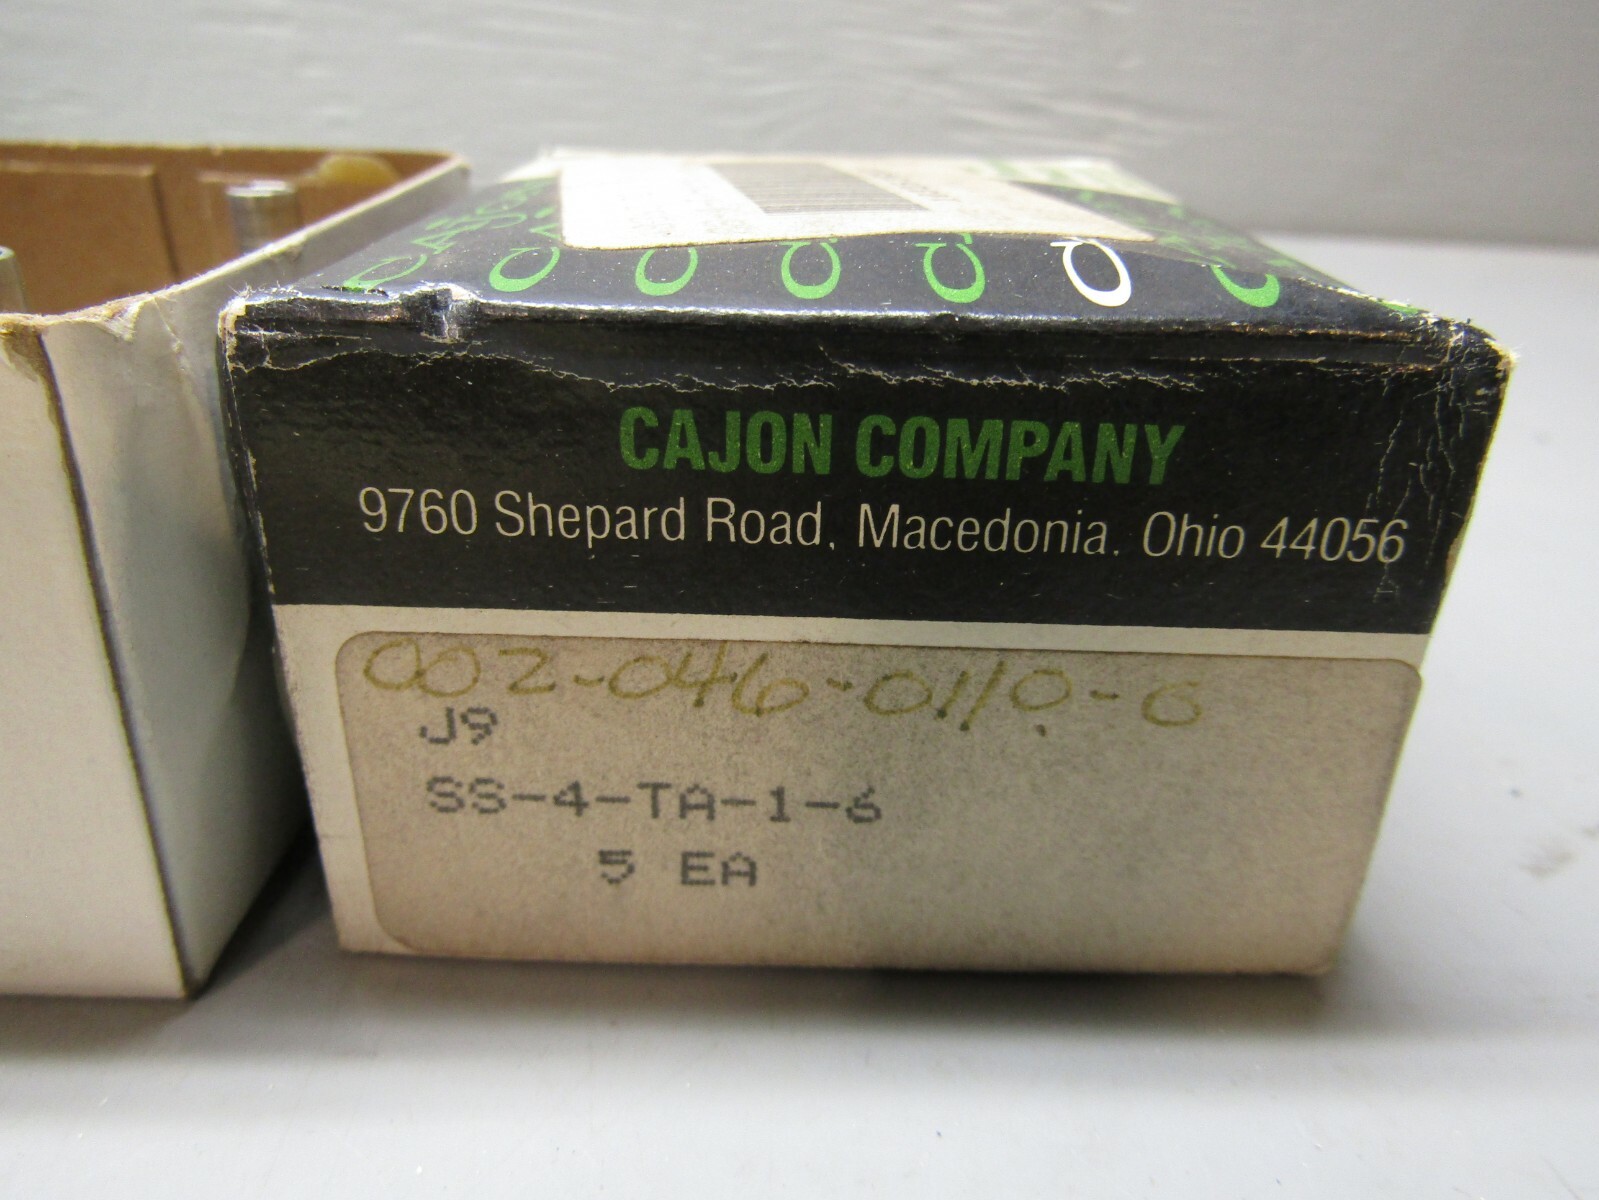 CAJON COMPANY
9760 Shepard Road, Macedonia, Ohio 44056
002-046-0110-0
J9
SS-4-TA-1-6
5 EA